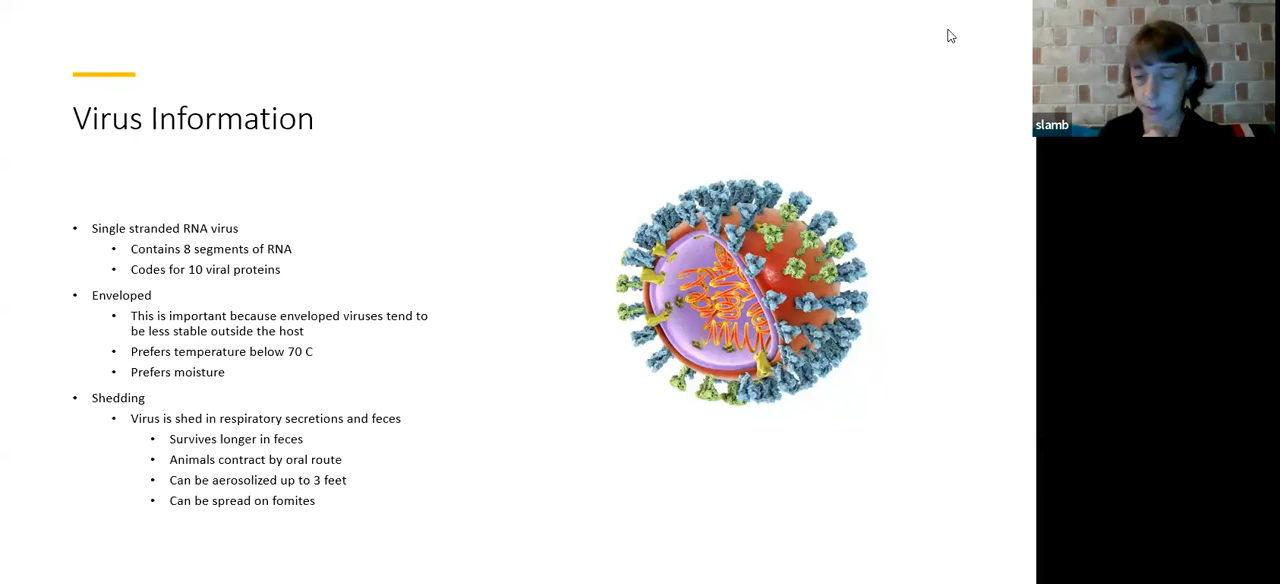 Virus Information
• Single stranded RNA virus
• Contains 8 segments of RNA
• Codes for 10 viral proteins
• Enveloped
• This is important because enveloped viruses tend to
be less stable outside the host
• Prefers temperature below 70 C
• Prefers moisture
• Shedding
• Virus is shed in respiratory secretions and feces
• Survives longer in feces
• Animals contract by oral route
• Can be aerosolized up to 3 feet
• Can be spread on fomites
slamb